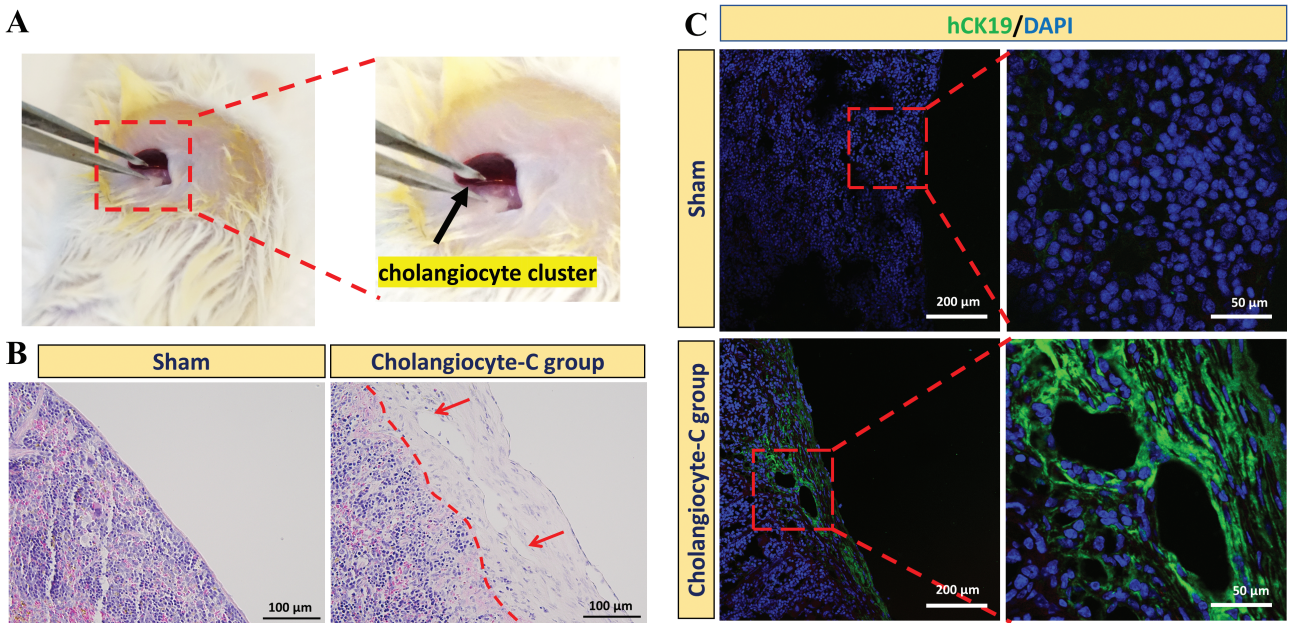 A
cholangiocyte cluster
B
Sham
Cholangiocyte-C group
100 μm
100 μm
C
hCK19/DAPI
Sham
200 μm
50 μm
Cholangiocyte-C group
200 μm
50 μm